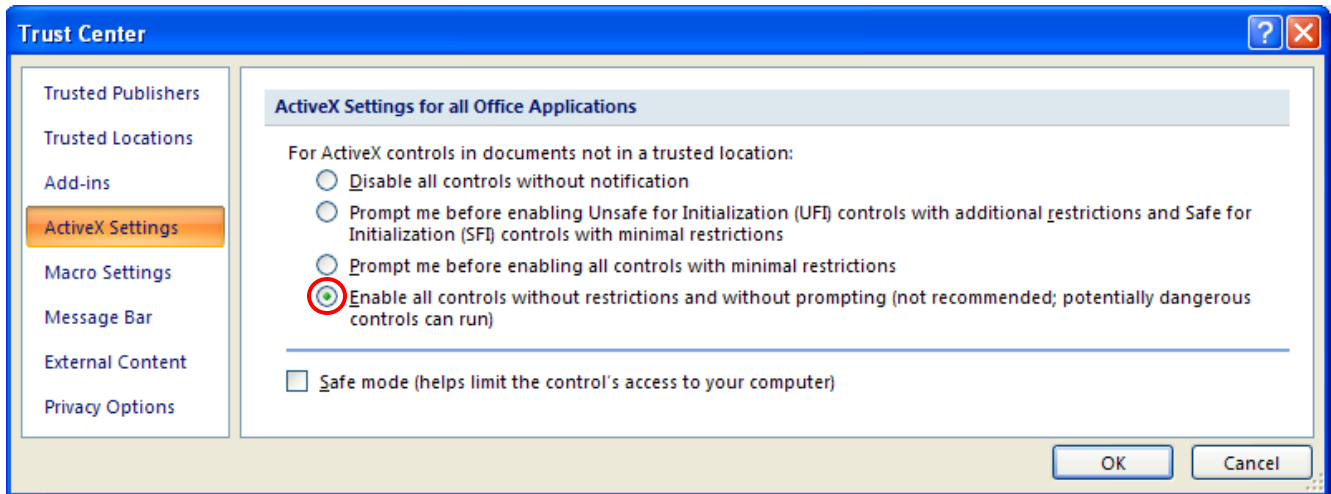 Trust Center
Trusted Publishers
Trusted Locations
Add-ins
ActiveX Settings
Macro Settings
Message Bar
External Content
Privacy Options
ActiveX Settings for all Office Applications
For ActiveX controls in documents not in a trusted location:
Disable all controls without notification
Prompt me before enabling Unsafe for Initialization (UFI) controls with additional restrictions and Safe for
Initialization (SFI) controls with minimal restrictions
Prompt me before enabling all controls with minimal restrictions
Enable all controls without restrictions and without prompting (not recommended; potentially dangerous
controls can run)
Safe mode (helps limit the control's access to your computer)
OK
Cancel